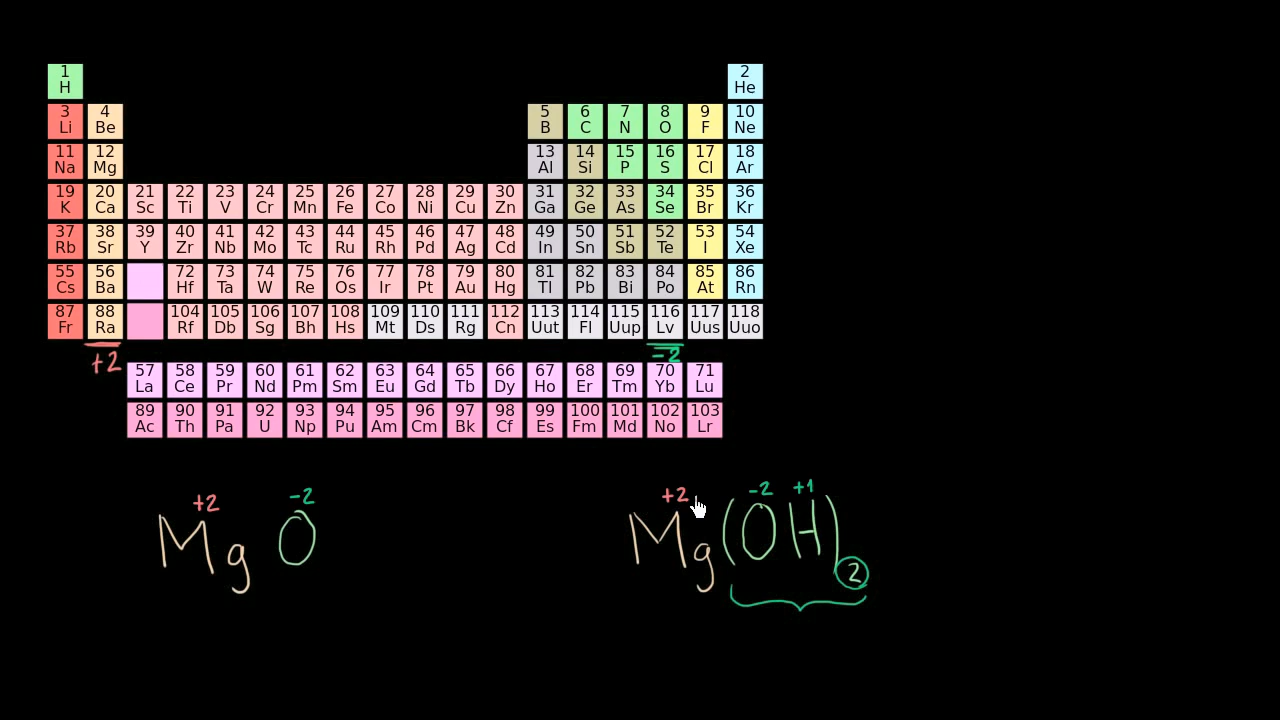 1 2
H He
3 4 5 6 7 8 9 10
Li Be B C N O F Ne
11 12 13 14 15 16 17 18
Na Mg Al Si P S Cl Ar
19 20 21 22 23 24 25 26 27 28 29 30 31 32 33 34 35 36
K Ca Sc Ti V Cr Mn Fe Co Ni Cu Zn Ga Ge As Se Br Kr
37 38 39 40 41 42 43 44 45 46 47 48 49 50 51 52 53 54
Rb Sr Y Zr Nb Mo Tc Ru Rh Pd Ag Cd In Sn Sb Te I Xe
55 56 72 73 74 75 76 77 78 79 80 81 82 83 84 85 86
Cs Ba Hf Ta W Re Os Ir Pt Au Hg Tl Pb Bi Po At Rn
87 88 104 105 106 107 108 109 110 111 112 113 114 115 116 117 118
Fr Ra Rf Db Sg Bh Hs Mt Ds Rg Cn Uut Fl Uup Lv Uus Uuo
+2 -2
57 58 59 60 61 62 63 64 65 66 67 68 69 70 71
La Ce Pr Nd Pm Sm Eu Gd Tb Dy Ho Er Tm Yb Lu
89 90 91 92 93 94 95 96 97 98 99 100 101 102 103
Ac Th Pa U Np Pu Am Cm Bk Cf Es Fm Md No Lr
+2 -2 +2 -2 +1
Mg O Mg(OH)2